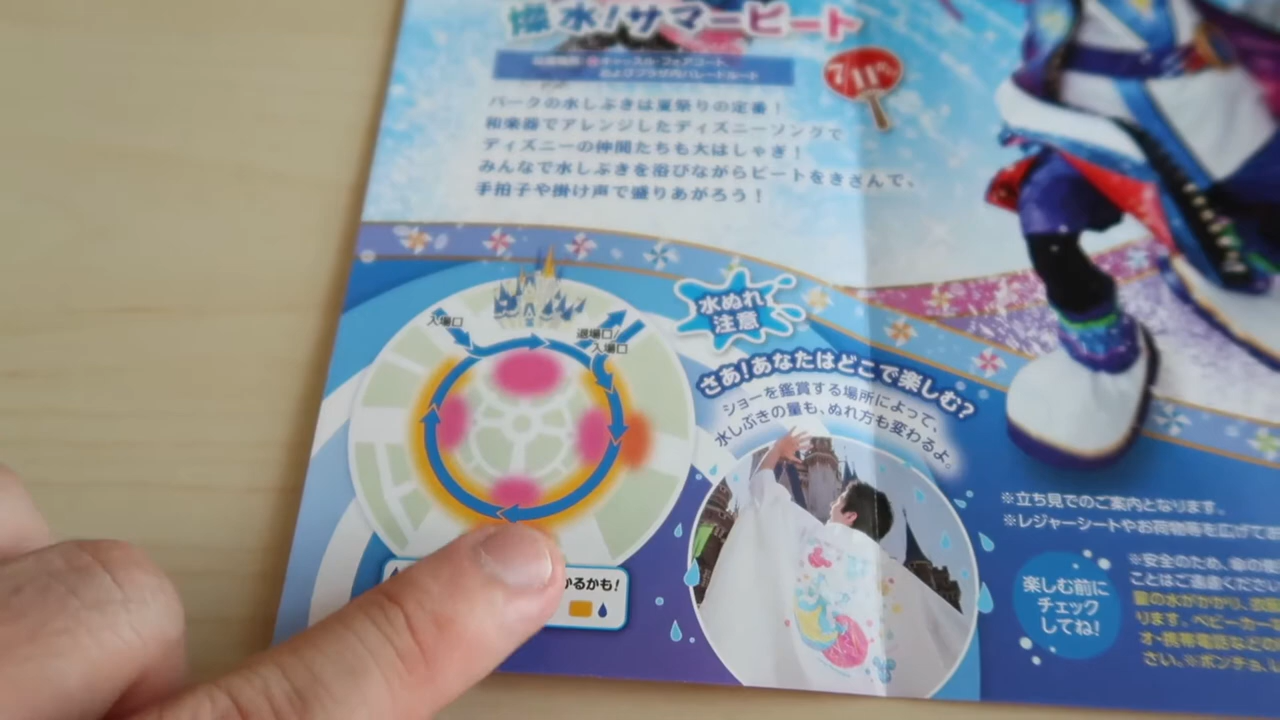 燦水！サマービート
キャッスル・フォアコート
およびプラザ内パレードルート
7/11
パークの水しぶきは夏祭りの定番！
和楽器でアレンジしたディズニーソングで
ディズニーの仲間たちも大はしゃぎ！
みんなで水しぶきを浴びながらビートをきざんで、
手拍子や掛け声で盛りあがろう！
入場口
退場口/
入場口
水ぬれ
注意
さあ！あなたはどこで楽しむ？
ショーを鑑賞する場所によって、
水しぶきの量も、ぬれ方も変わるよ。
かるかも！
※立ち見でのご案内となります。
※レジャーシートやお荷物等を広げてお
楽しむ前に
チェック
してね！
※安全のため、傘の使
ことはご遠慮ください
量の水がかかり、衣服
ります。ベビーカー
オ・携帯電話などの
さい。※ポンチョ、